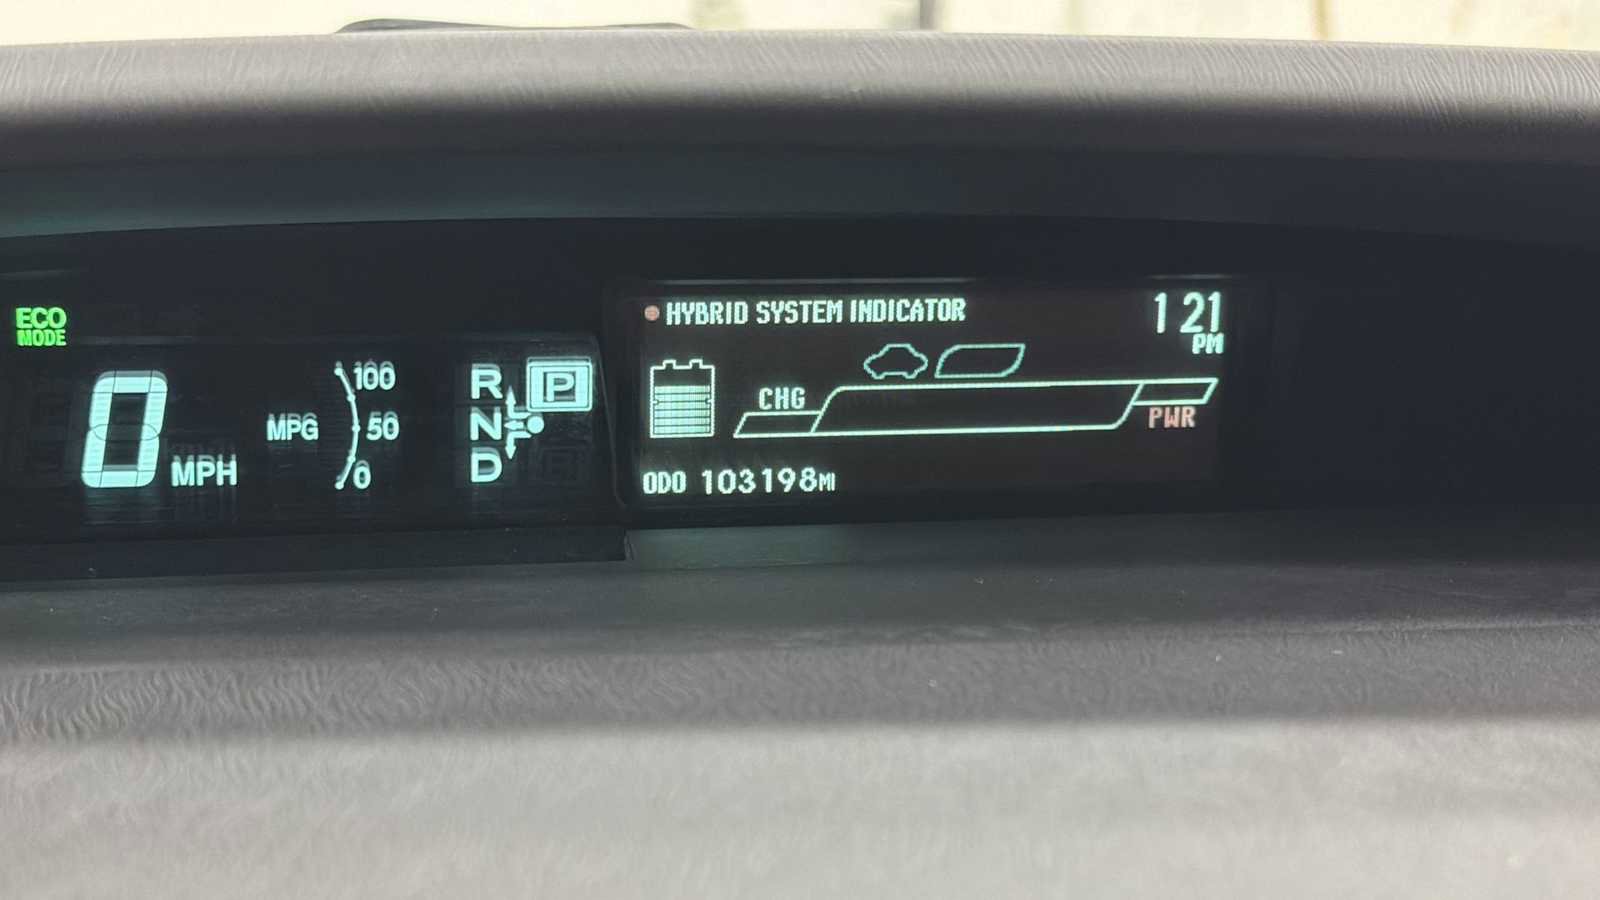 ECO
MODE
0 MPH
MPG
100
50
0
R
N
D
P
HYBRID SYSTEM INDICATOR
1 21
PM
CHG
PWR
ODO 103198MI